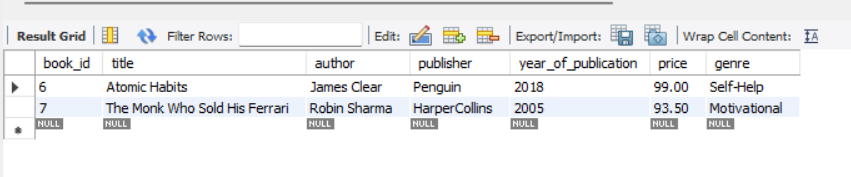 Result Grid Filter Rows: Edit: Export/Import: Wrap Cell Content: IA
book_id title author publisher year_of_publication price genre
6 Atomic Habits James Clear Penguin 2018 99.00 Self-Help
7 The Monk Who Sold His Ferrari Robin Sharma HarperCollins 2005 93.50 Motivational
NULL NULL NULL NULL NULL NULL NULL